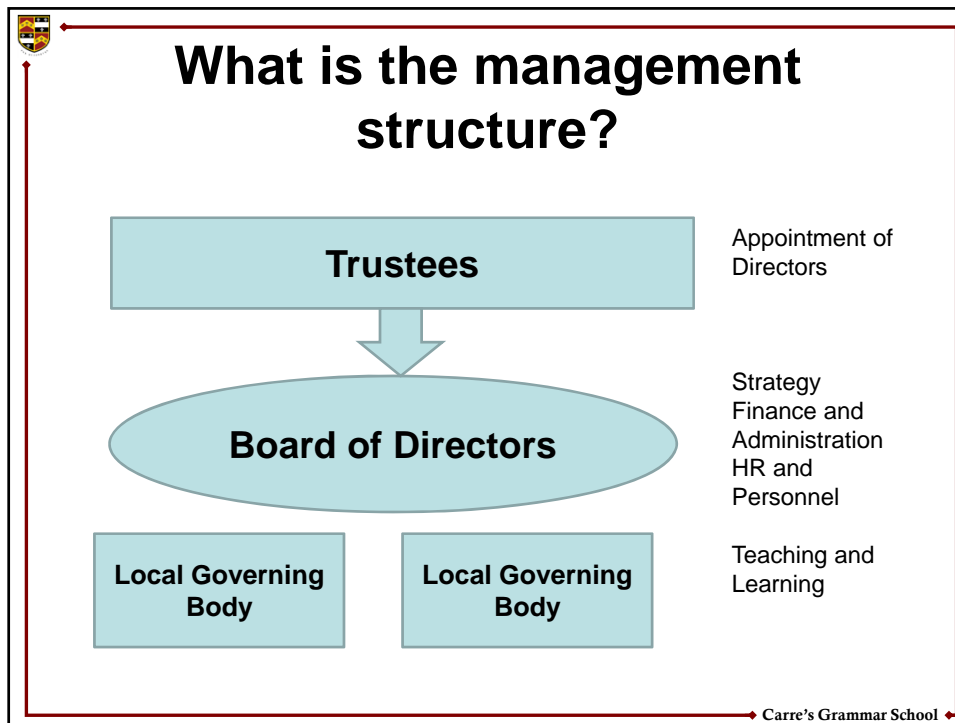 What is the management
structure?
Trustees
Appointment of
Directors
Board of Directors
Strategy
Finance and
Administration
HR and
Personnel
Local Governing
Body
Local Governing
Body
Teaching and
Learning
Carre's Grammar School